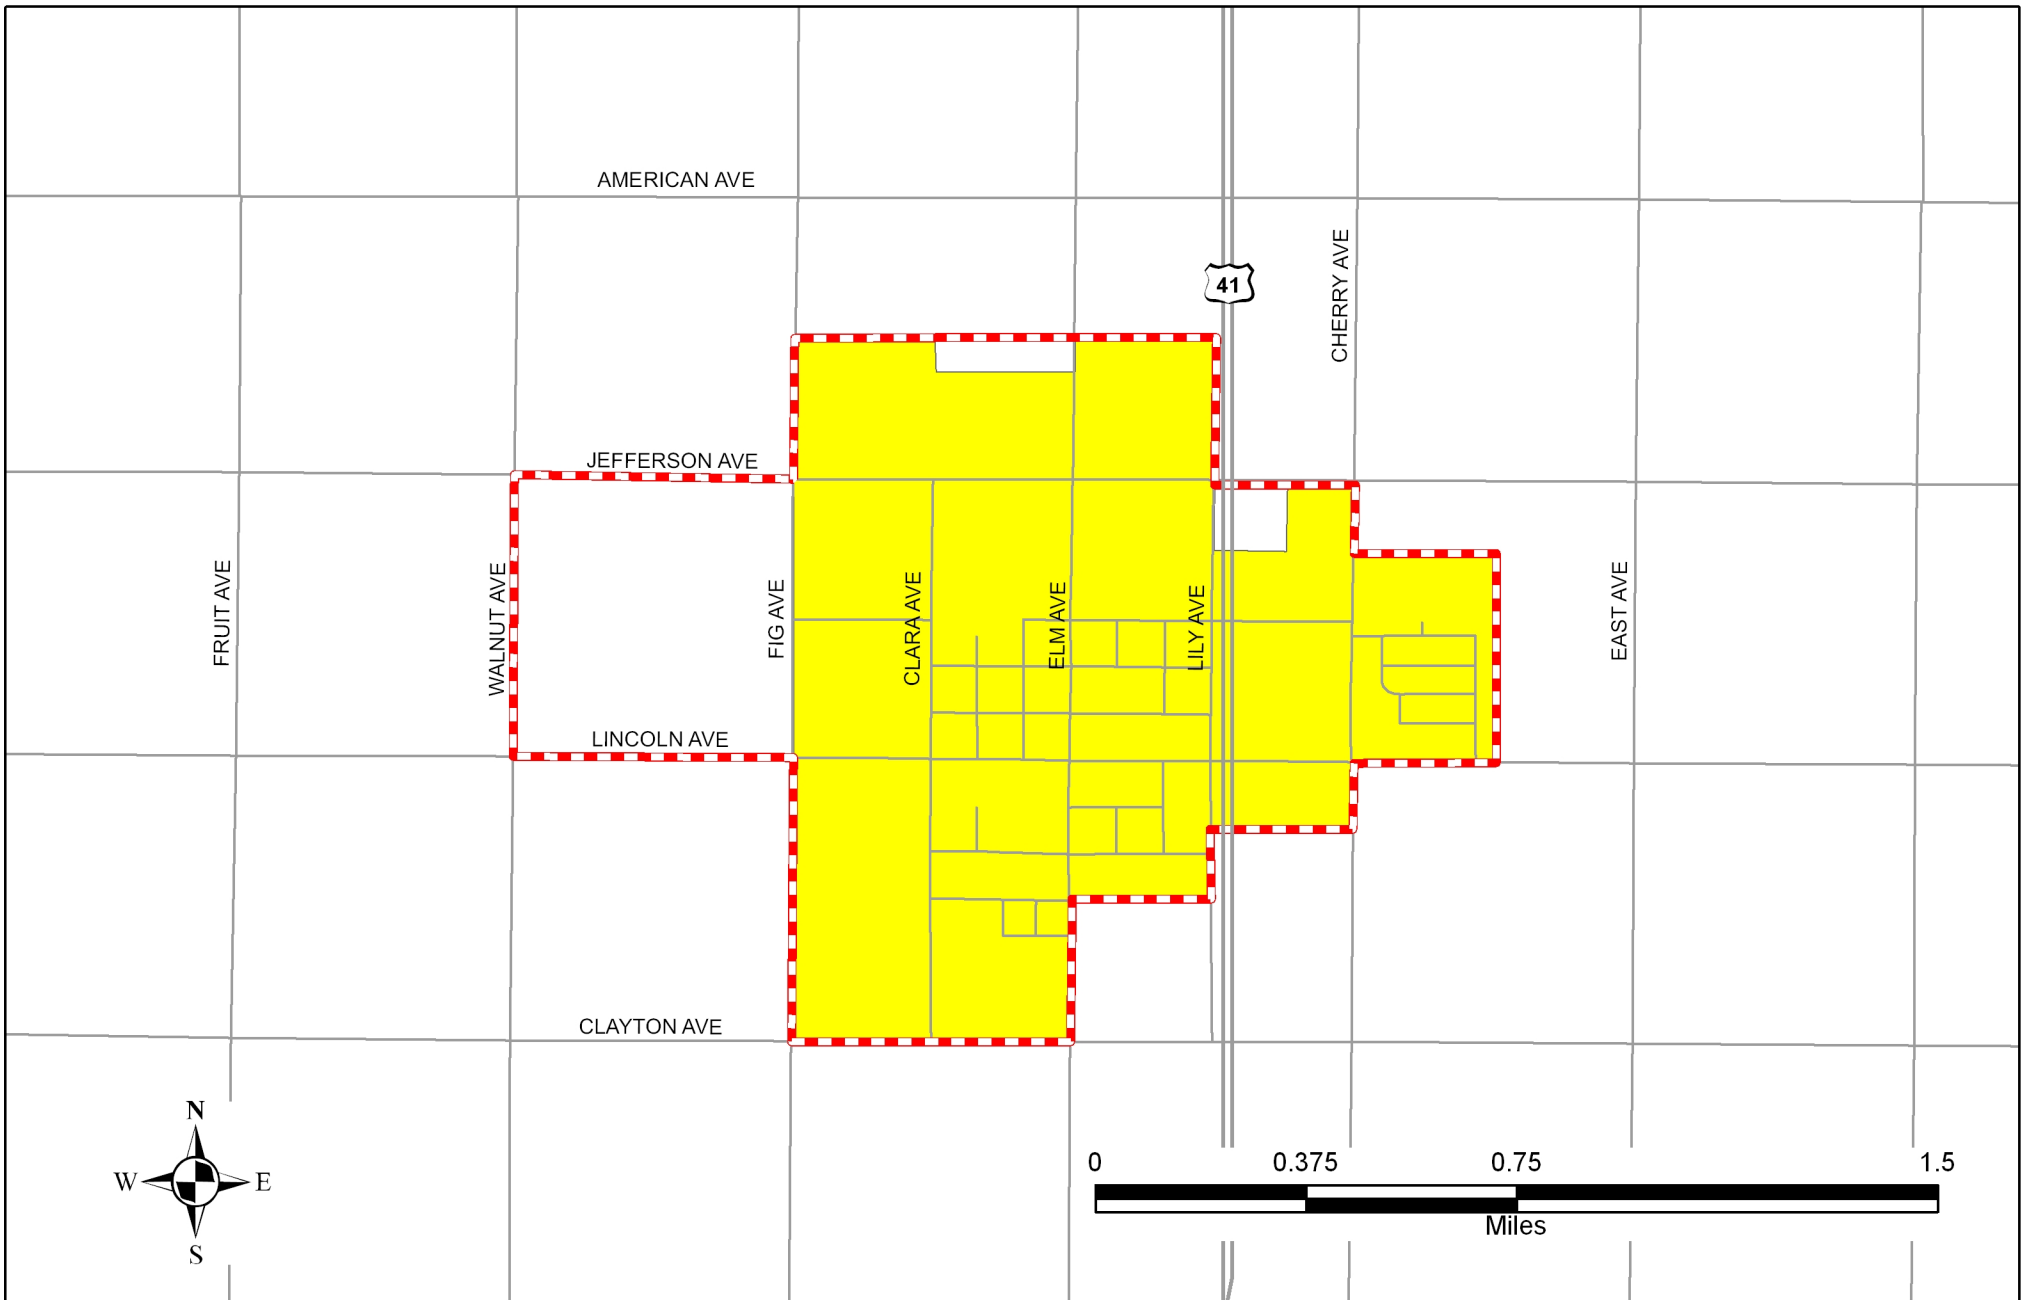 AMERICAN AVE
CHERRY AVE
41
JEFFERSON AVE
FRUIT AVE
WALNUT AVE
FIG AVE
CLARA AVE
ELM AVE
LILY AVE
EAST AVE
LINCOLN AVE
CLAYTON AVE
N
W E
S
0 0.375 0.75 1.5
Miles